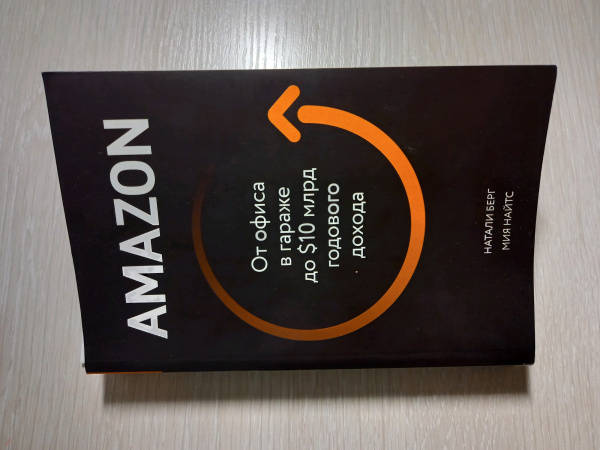 AMAZON
От офиса
в гараже
до $10 млрд
годового
дохода
НАТАЛИ БЕРГ
МИЯ НАЙТС